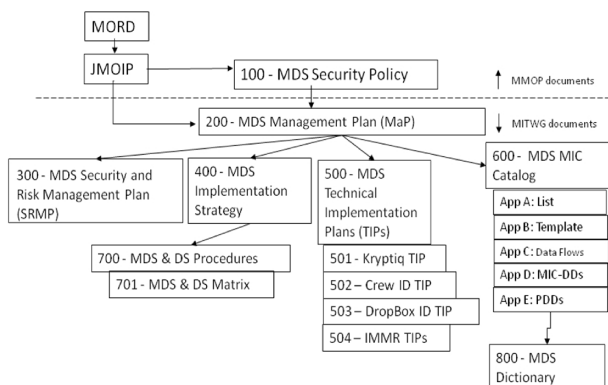 MORD
JMOIP
100 - MDS Security Policy
MMOP documents
200 - MDS Management Plan (MaP)
MITWG documents
300 - MDS Security and
Risk Management Plan
(SRMP)
400 - MDS
Implementation
Strategy
500 - MDS
Technical
Implementation
Plans (TIPs)
600 - MDS MIC
Catalog
App A: List
App B: Template
App C: Data Flows
App D: MIC-DDs
App E: PDDs
700 - MDS & DS Procedures
701 - MDS & DS Matrix
501 - Kryptiq TIP
502 – Crew ID TIP
503 – DropBox ID TIP
504 – IMMR TIPs
800 - MDS
Dictionary